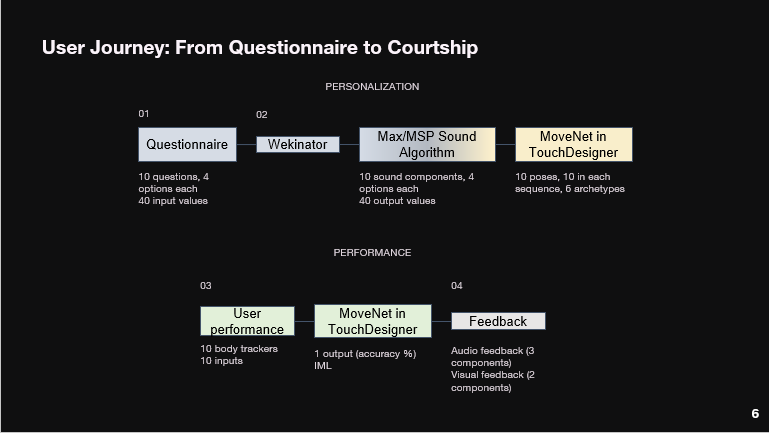 User Journey: From Questionnaire to Courtship
PERSONALIZATION
01
02
Questionnaire
Wekinator
Max/MSP Sound
Algorithm
MoveNet in
TouchDesigner
10 questions, 4
options each
40 input values
10 sound components, 4
options each
40 output values
10 poses, 10 in each
sequence, 6 archetypes
PERFORMANCE
03
04
User
performance
MoveNet in
TouchDesigner
Feedback
10 body trackers
10 inputs
1 output (accuracy %)
IML
Audio feedback (3
components)
Visual feedback (2
components)
6